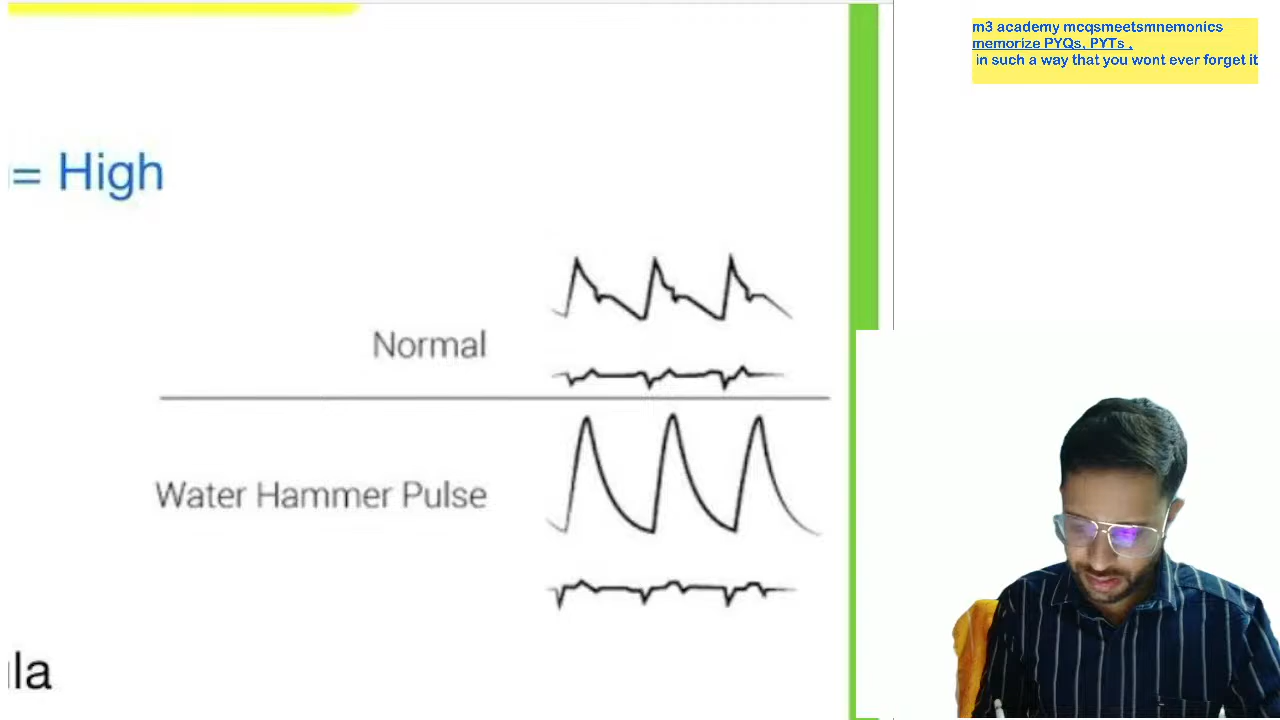 m3 academy mcqsmeetsmnemonics
memorize PYQs, PYTs ,
in such a way that you wont ever forget it
= High
Normal
Water Hammer Pulse
la